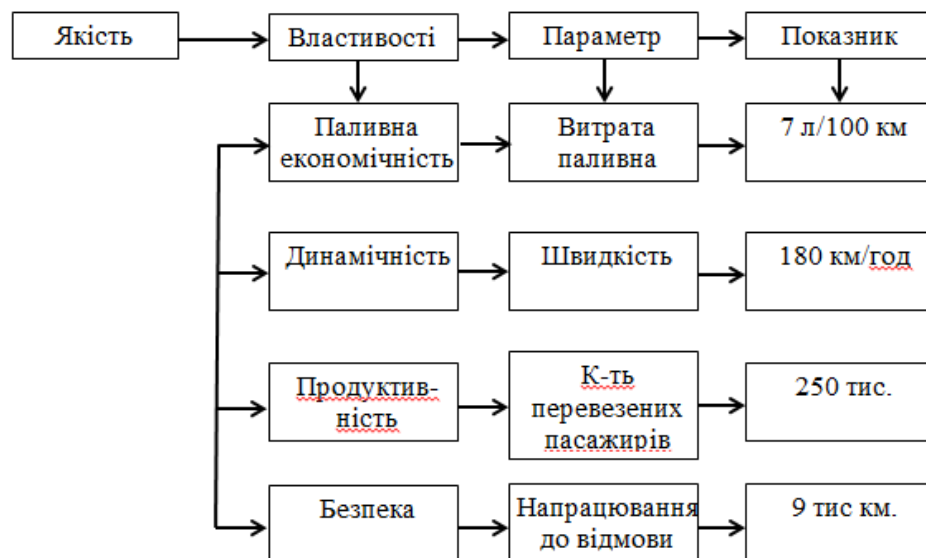 Якість
Властивості
Параметр
Показник
Паливна
економічність
Витрата
паливна
7 л/100 км
Динамічність
Швидкість
180 км/год
Продуктив-
ність
К-ть
перевезених
пасажирів
250 тис.
Безпека
Напрацювання
до відмови
9 тис км.